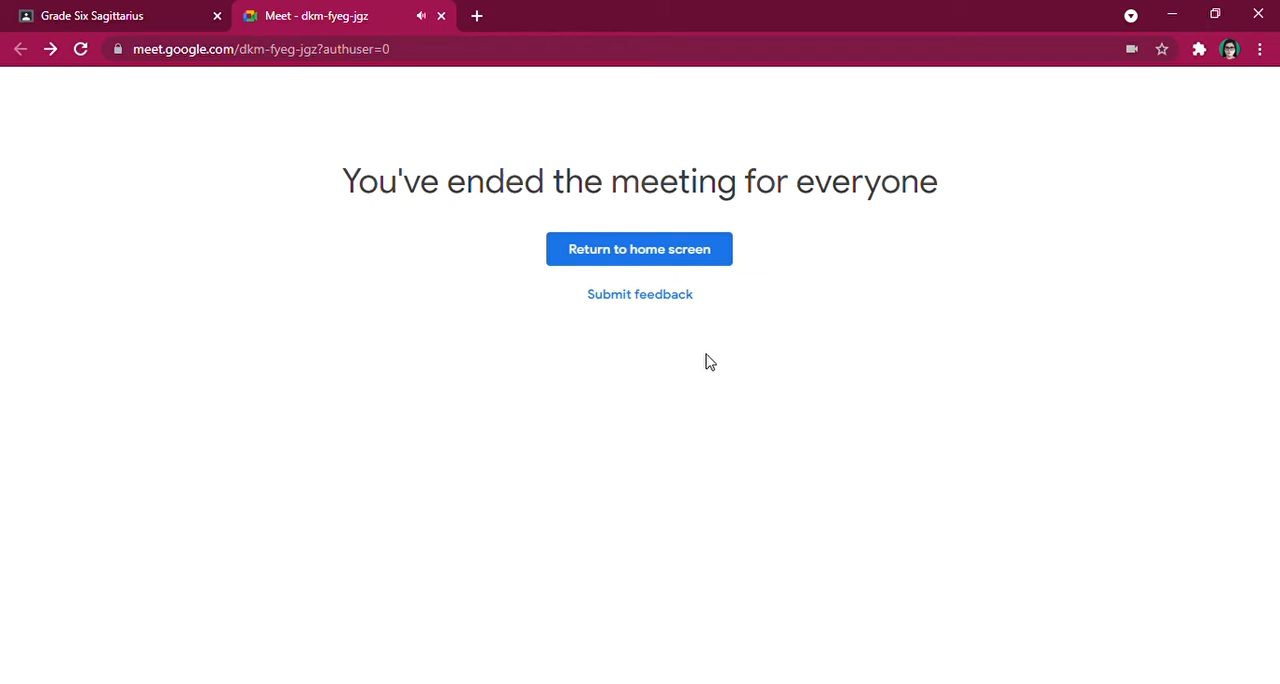 Grade Six Sagittarius
Meet - dkm-fyeg-jgz
meet.google.com/dkm-fyeg-jgz?authuser=0
You've ended the meeting for everyone
Return to home screen
Submit feedback